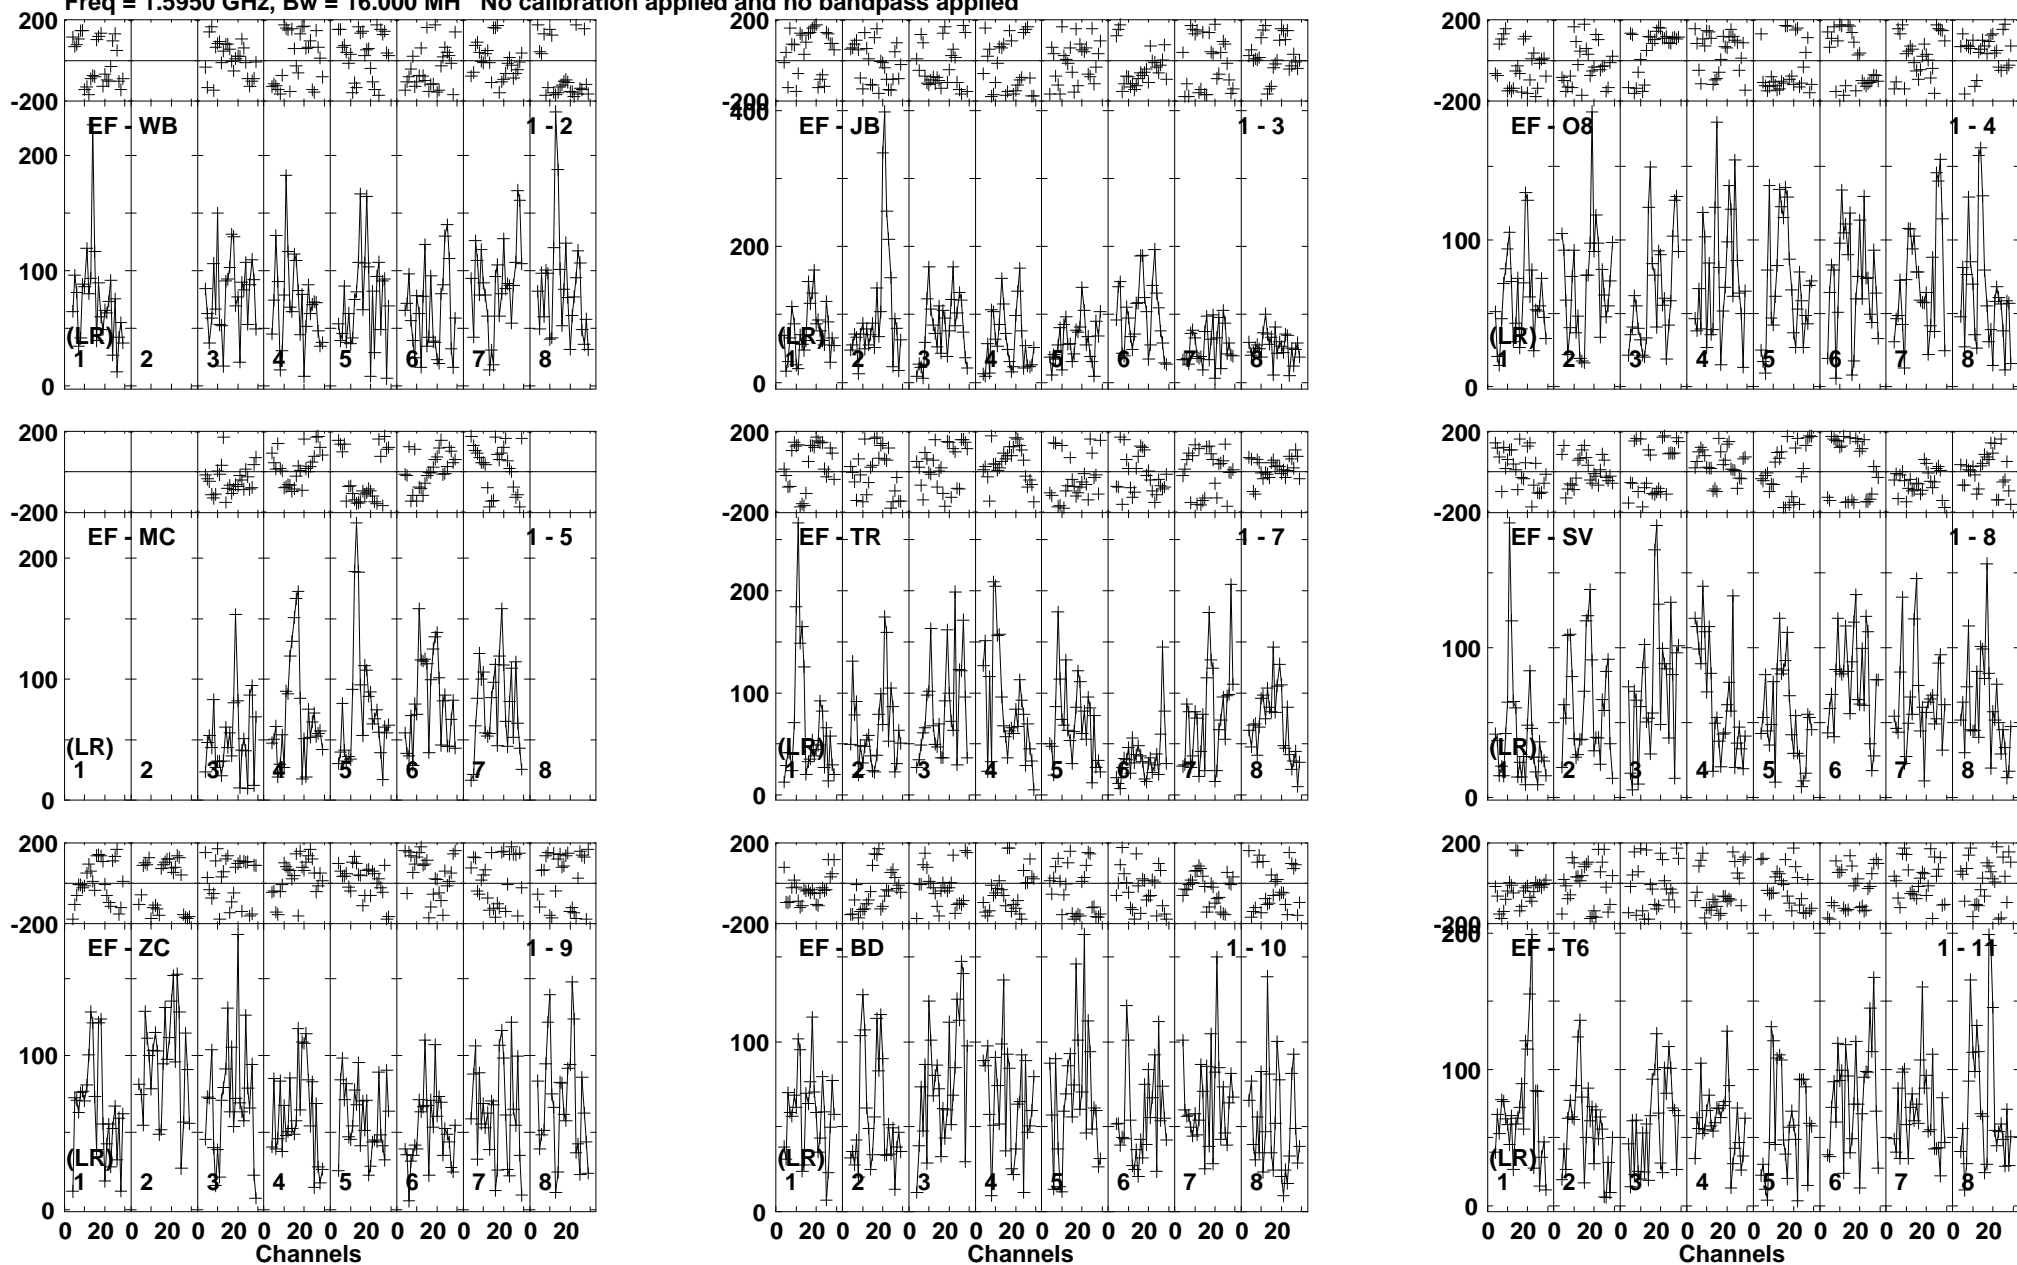 Freq = 1.5950 GHz, Bw = 16.000 MH No calibration applied and no bandpass applied
200 200 200
-200 -200 -200
EF - WB 1 - 2 400 EF - JB 1 - 3 EF - O8 1 - 4
200 200 100
100
(LR) (LR) (LR)
1 2 3 4 5 6 7 8 1 2 3 4 5 6 7 8 1 2 3 4 5 6 7 8
0 0 0
200 200 200
-200 -200 -200
EF - MC 1 - 5 EF - TR 1 - 7 EF - SV 1 - 8
200 200 100
100 100
(LR) (LR) (LR)
1 2 3 4 5 6 7 8 1 2 3 4 5 6 7 8 1 2 3 4 5 6 7 8
0 0 0
200 200 200
-200 -200 -200
EF - ZC 1 - 9 EF - BD 1 - 10 200 EF - T6 1 - 11
100 100 100
(LR) (LR) (LR)
1 2 3 4 5 6 7 8 1 2 3 4 5 6 7 8 1 2 3 4 5 6 7 8
0 0 0
0 20 0 20 0 20 0 20 0 20 0 20 0 20 0 20 0 20 0 20 0 20 0 20 0 20 0 20 0 20 0 20 0 20 0 20 0 20 0 20 0 20 0 20 0 20 0 20
Channels Channels Channels